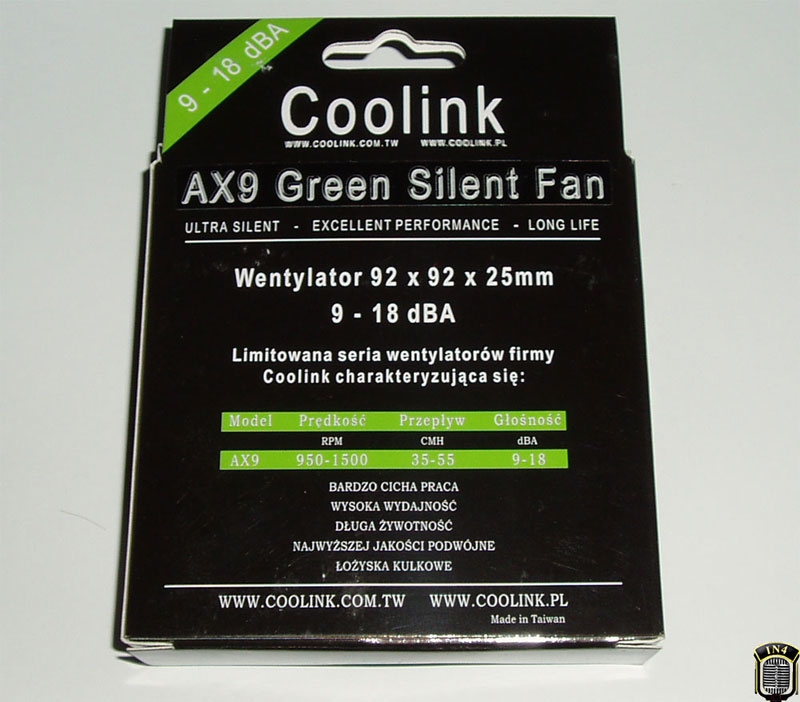 9 - 18 dBA
Coolink
WWW.COOLINK.COM.TW WWW.COOLINK.PL
AX9 Green Silent Fan
ULTRA SILENT - EXCELLENT PERFORMANCE - LONG LIFE
Wentylator 92 x 92 x 25mm
9 - 18 dBA
Limitowana seria wentylatorów firmy
Coolink charakteryzująca się:
Model Prędkość Przepływ Głośność
RPM CMH dBA
AX9 950-1500 35-55 9-18
BARDZO CICHA PRACA
WYSOKA WYDAJNOŚĆ
DŁUGA ŻYWOTNOŚĆ
NAJWYŻSZEJ JAKOŚCI PODWÓJNE
ŁOŻYSKA KULKOWE
WWW.COOLINK.COM.TW WWW.COOLINK.PL
Made in Taiwan
IN4